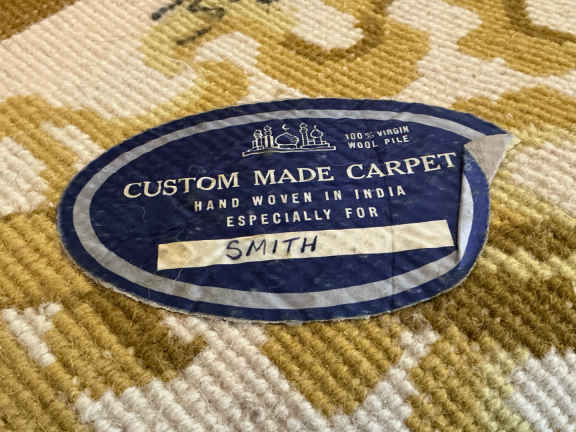 100% VIRGIN
WOOL PILE
CUSTOM MADE CARPET
HAND WOVEN IN INDIA
ESPECIALLY FOR
SMITH